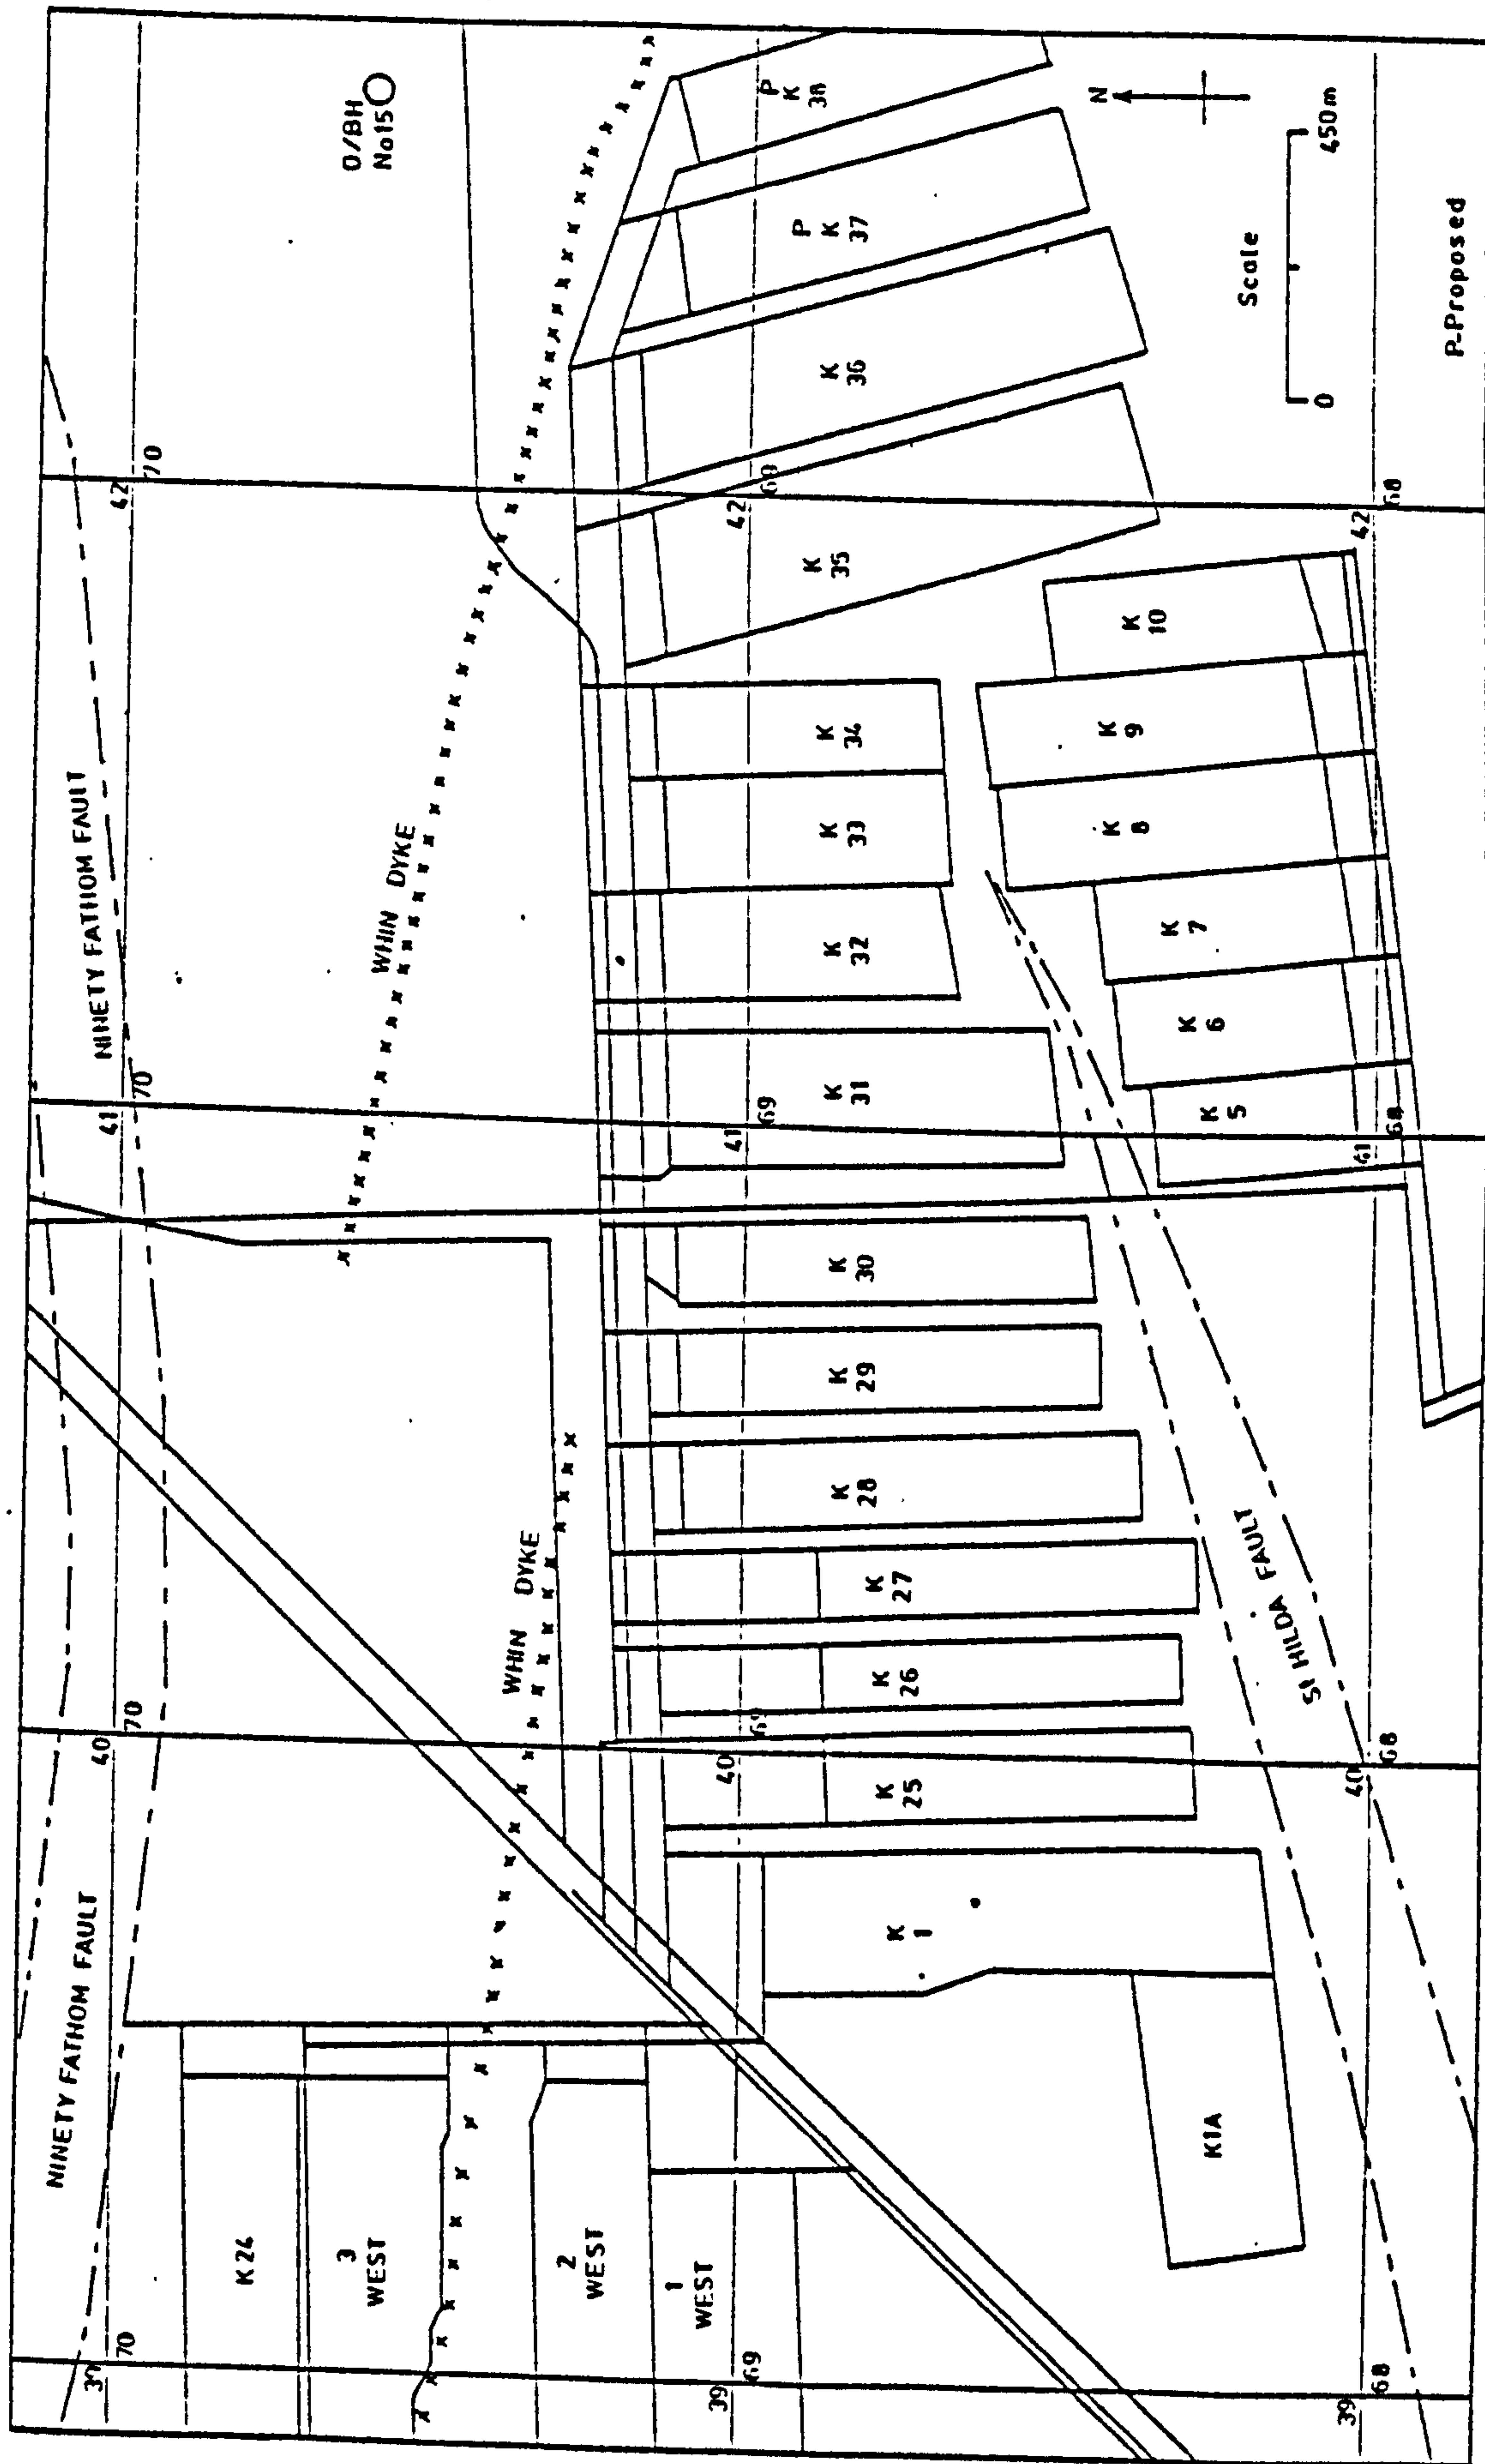 NINETY FATHOM FAULT
NINETY FATHOM FAULT
39
70
40
70
41
70
42
70
O/BH
No15
K24
3
WEST
2
WEST
1
WEST
WHIN DYKE
WHIN DYKE
39
69
40
69
41
69
42
69
K
1
K1A
K
25
K
26
K
27
K
28
K
29
K
30
K
31
K
32
K
33
K
34
K
35
K
36
P
K
37
P
K
38
K
5
K
6
K
7
K
8
K
9
K
10
ST HILDA FAULT
39
68
40
68
41
68
42
68
N
Scale
0
450m
P-Proposed